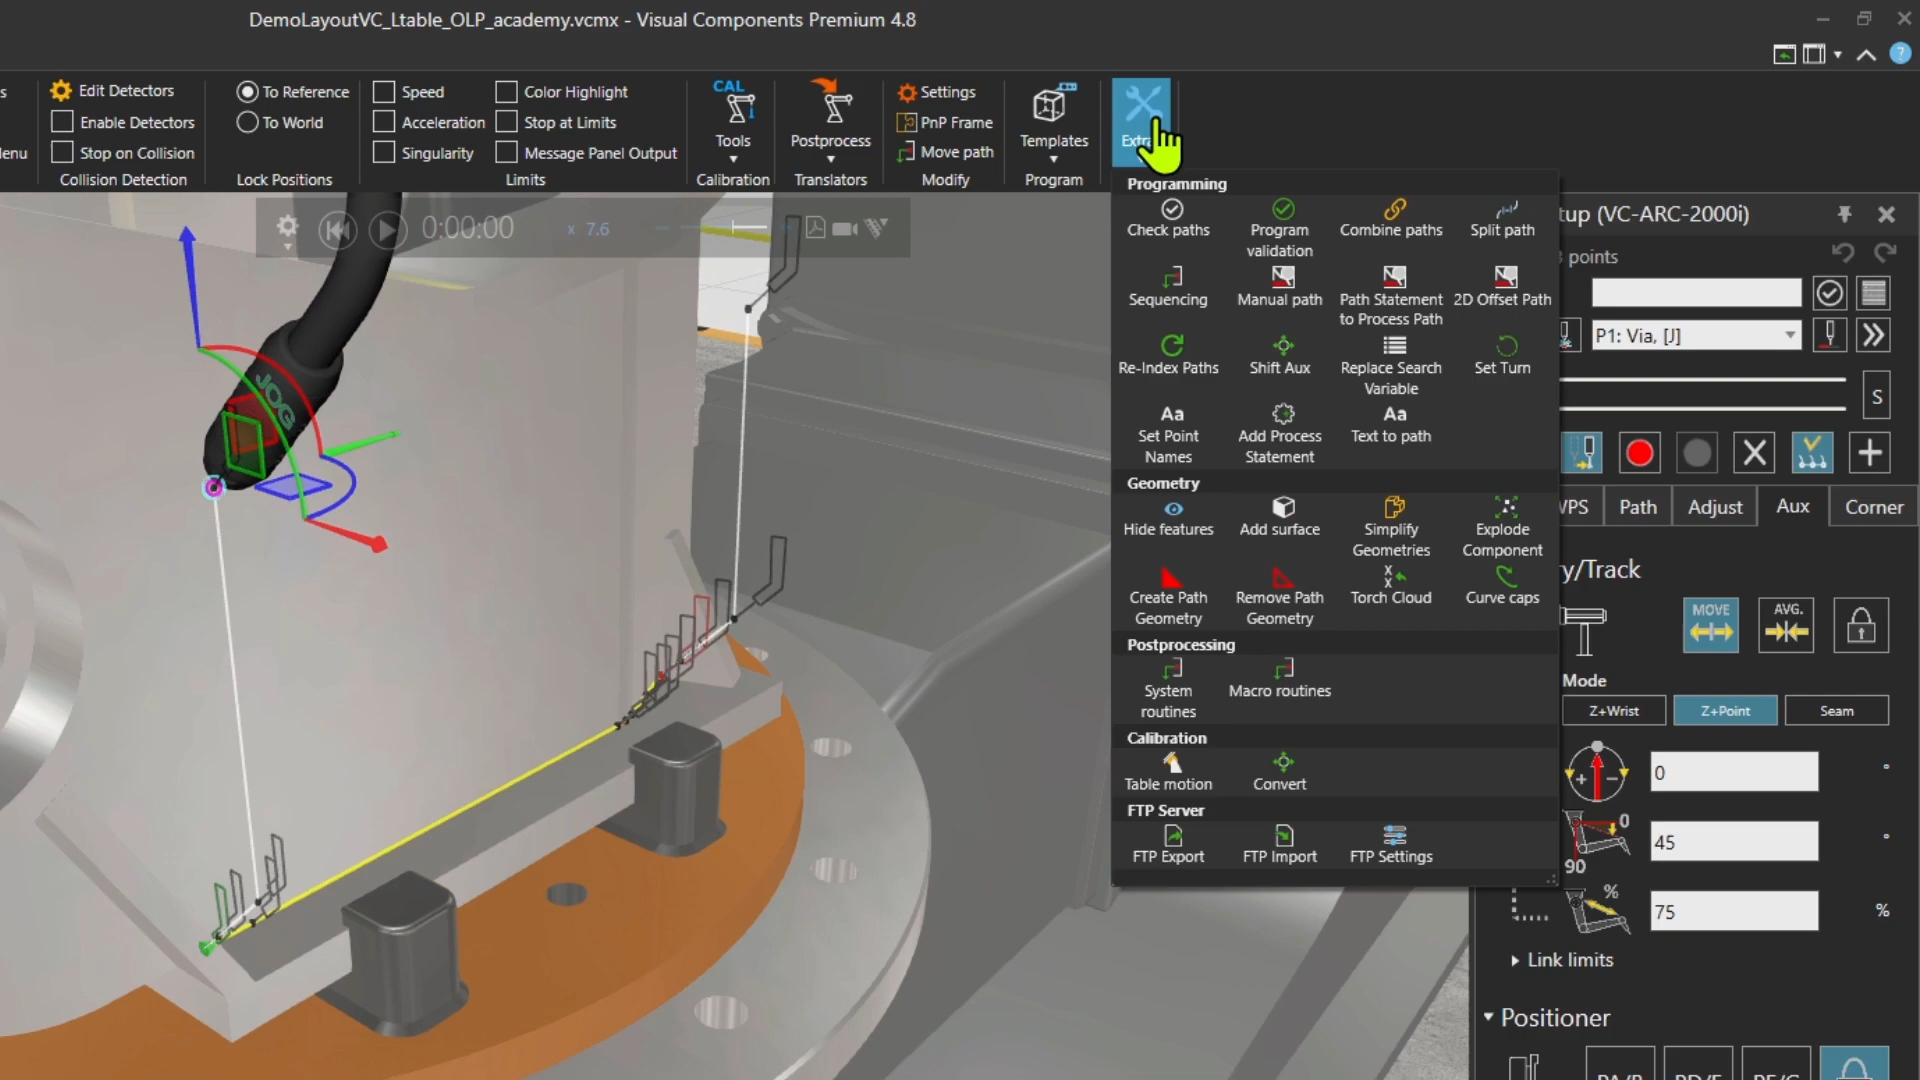 DemoLayoutVC_Ltable_OLP_academy.vcmx - Visual Components Premium 4.8
Edit Detectors
Enable Detectors
Stop on Collision
Collision Detection
To Reference
To World
Lock Positions
Speed
Acceleration
Singularity
Color Highlight
Stop at Limits
Message Panel Output
Limits
CAL
Tools
Calibration
Postprocess
Translators
Settings
PnP Frame
Move path
Modify
Templates
Program
Programming
Check paths
Program
validation
Combine paths
Split path
Sequencing
Manual path
Path Statement
to Process Path
2D Offset Path
Re-Index Paths
Shift Aux
Replace Search
Variable
Set Turn
Aa
Set Point
Names
Add Process
Statement
Aa
Text to path
Geometry
Hide features
Add surface
Simplify
Geometries
Explode
Component
Create Path
Geometry
Remove Path
Geometry
X
X
Torch Cloud
Curve caps
Postprocessing
System
routines
Macro routines
Calibration
Table motion
Convert
FTP Server
FTP Export
FTP Import
FTP Settings
0:00:00
x 7.6
JOG
(VC-ARC-2000i)
points
P1: Via, [J]
S
Path
Adjust
Aux
Corner
y/Track
MOVE
AVG.
Mode
Z+Wrist
Z+Point
Seam
+ -
0
°
0
90
45
°
%
75
%
Link limits
Positioner